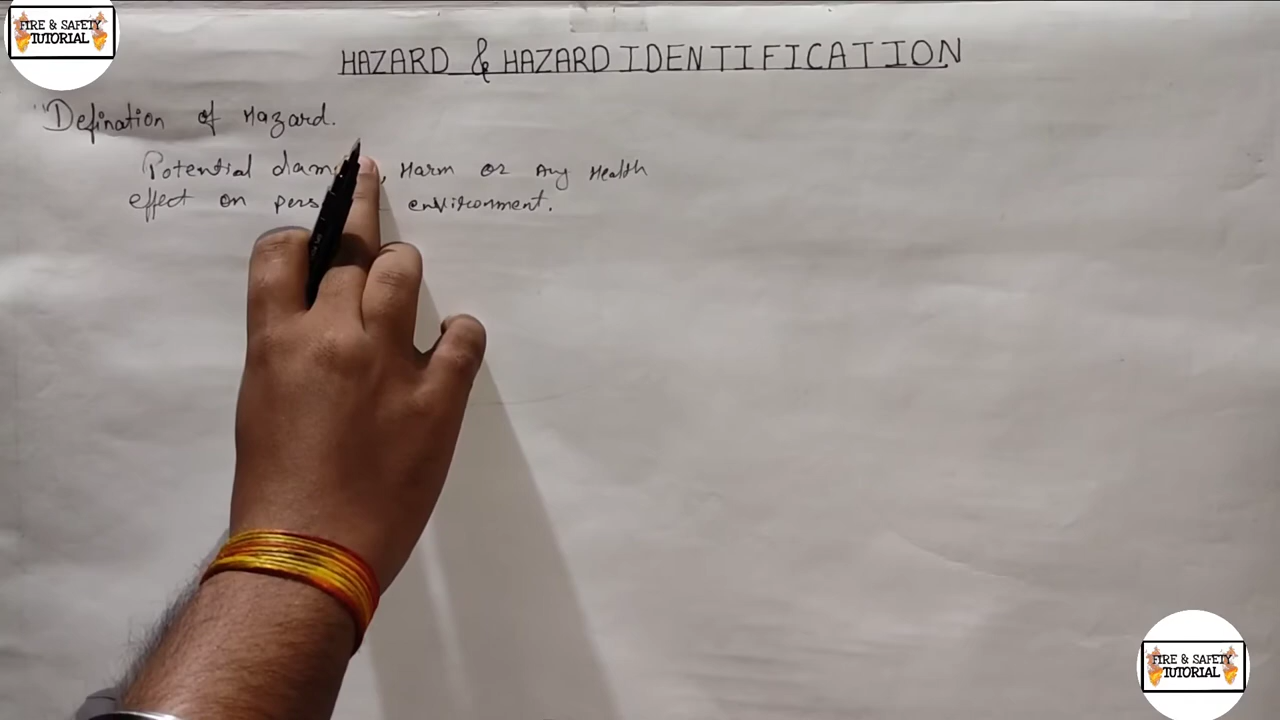 FIRE & SAFETY
TUTORIAL
HAZARD & HAZARD IDENTIFICATION
"Defination of Hazard.
Potential , Harm or Any Health
effect on environment.
FIRE & SAFETY
TUTORIAL